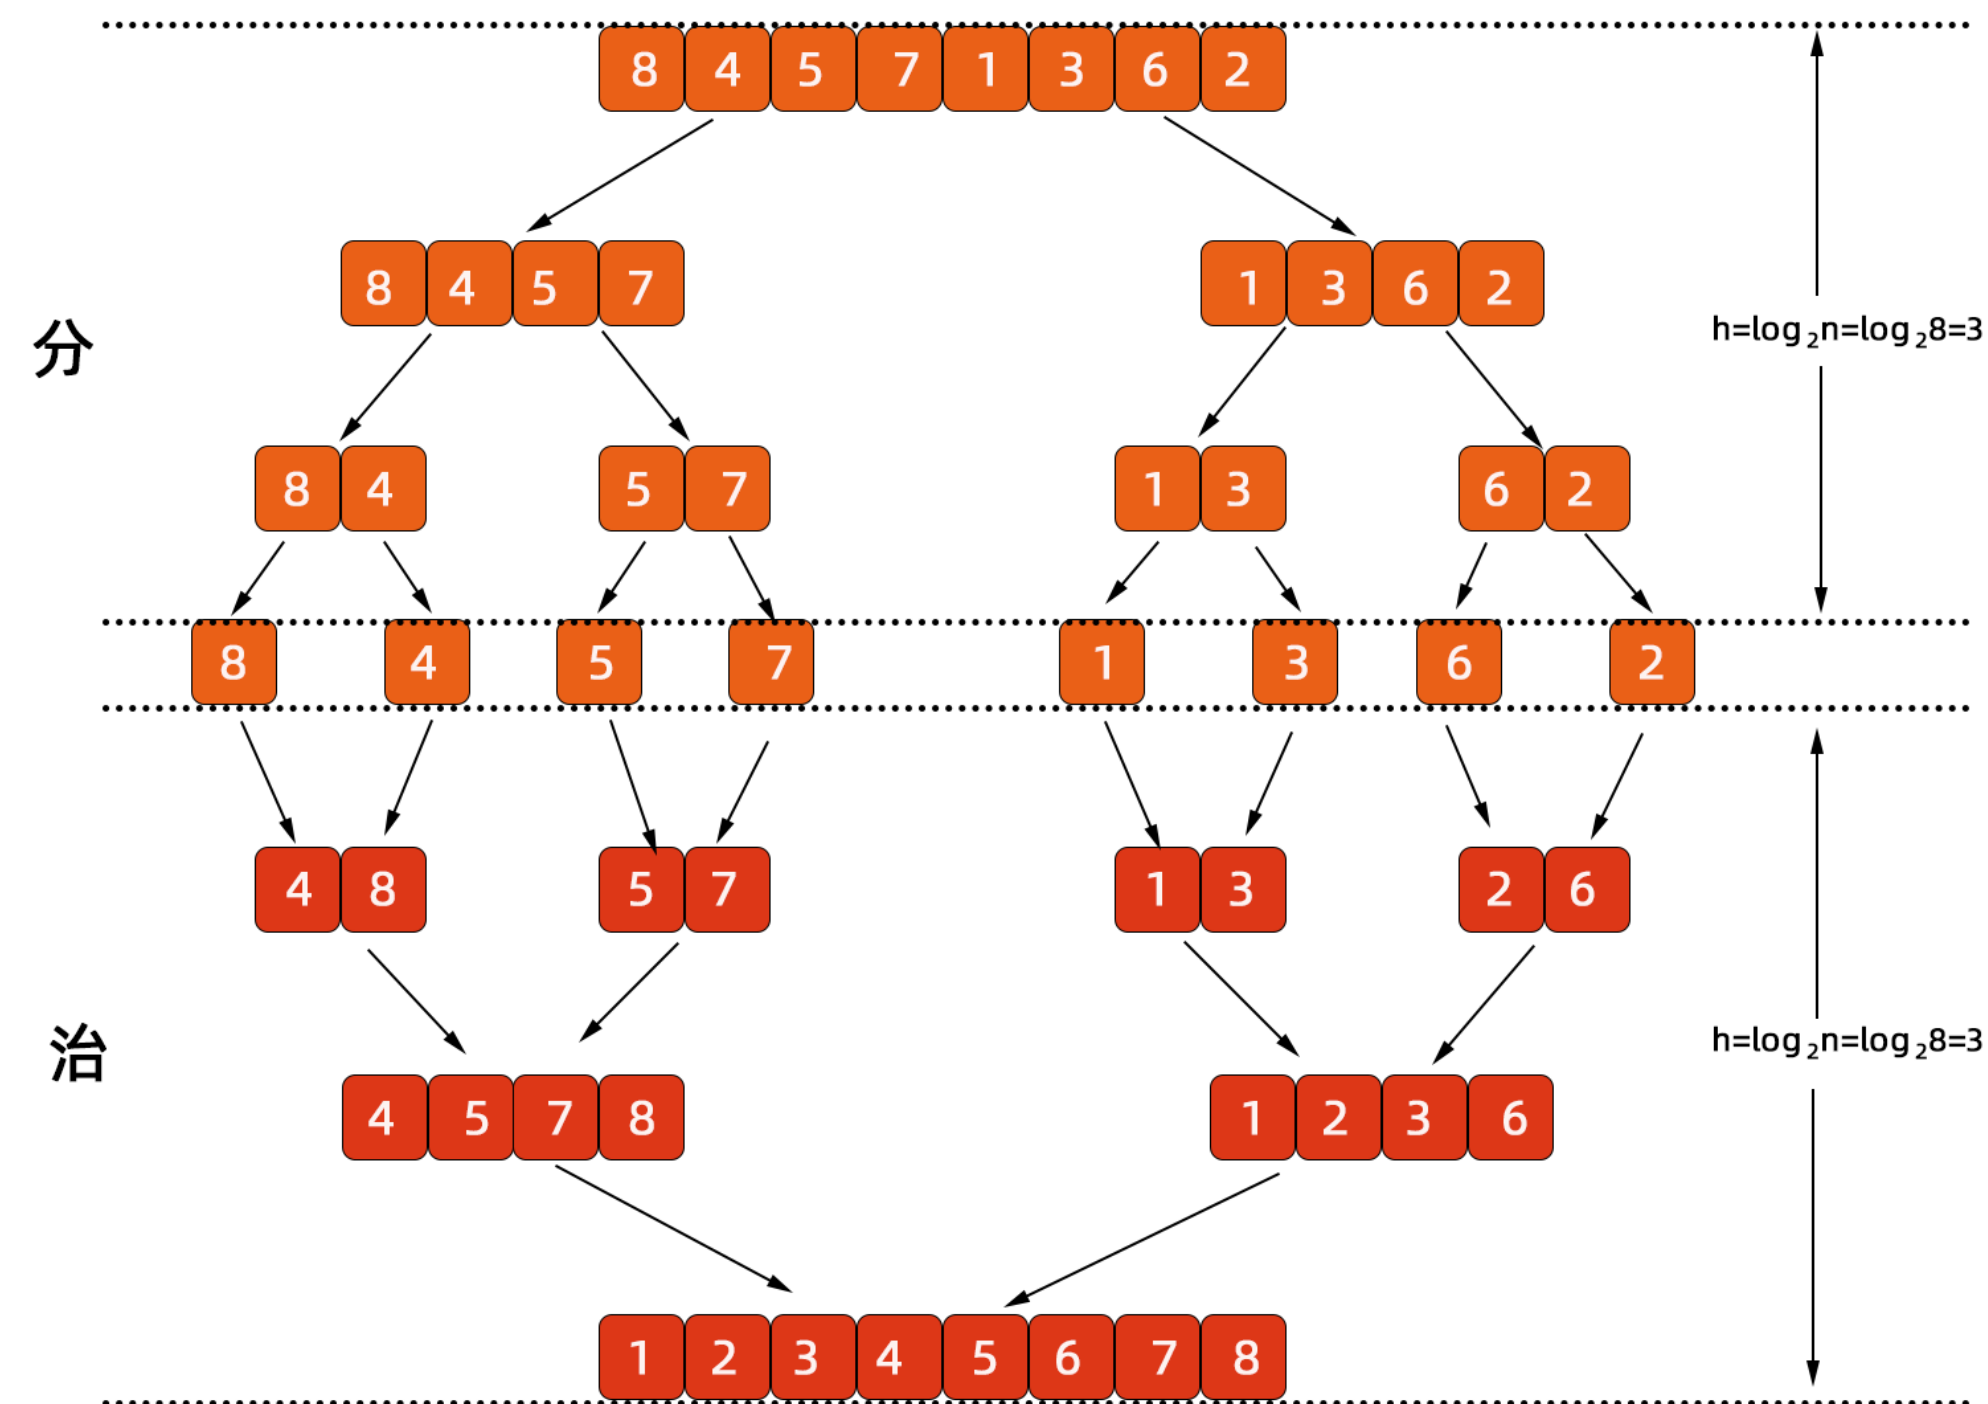 8 4 5 7 1 3 6 2
8 4 5 7 1 3 6 2
分
h=log₂n=log₂8=3
8 4 5 7 1 3 6 2
8 4 5 7 1 3 6 2
4 8 5 7 1 3 2 6
治
h=log₂n=log₂8=3
4 5 7 8 1 2 3 6
1 2 3 4 5 6 7 8